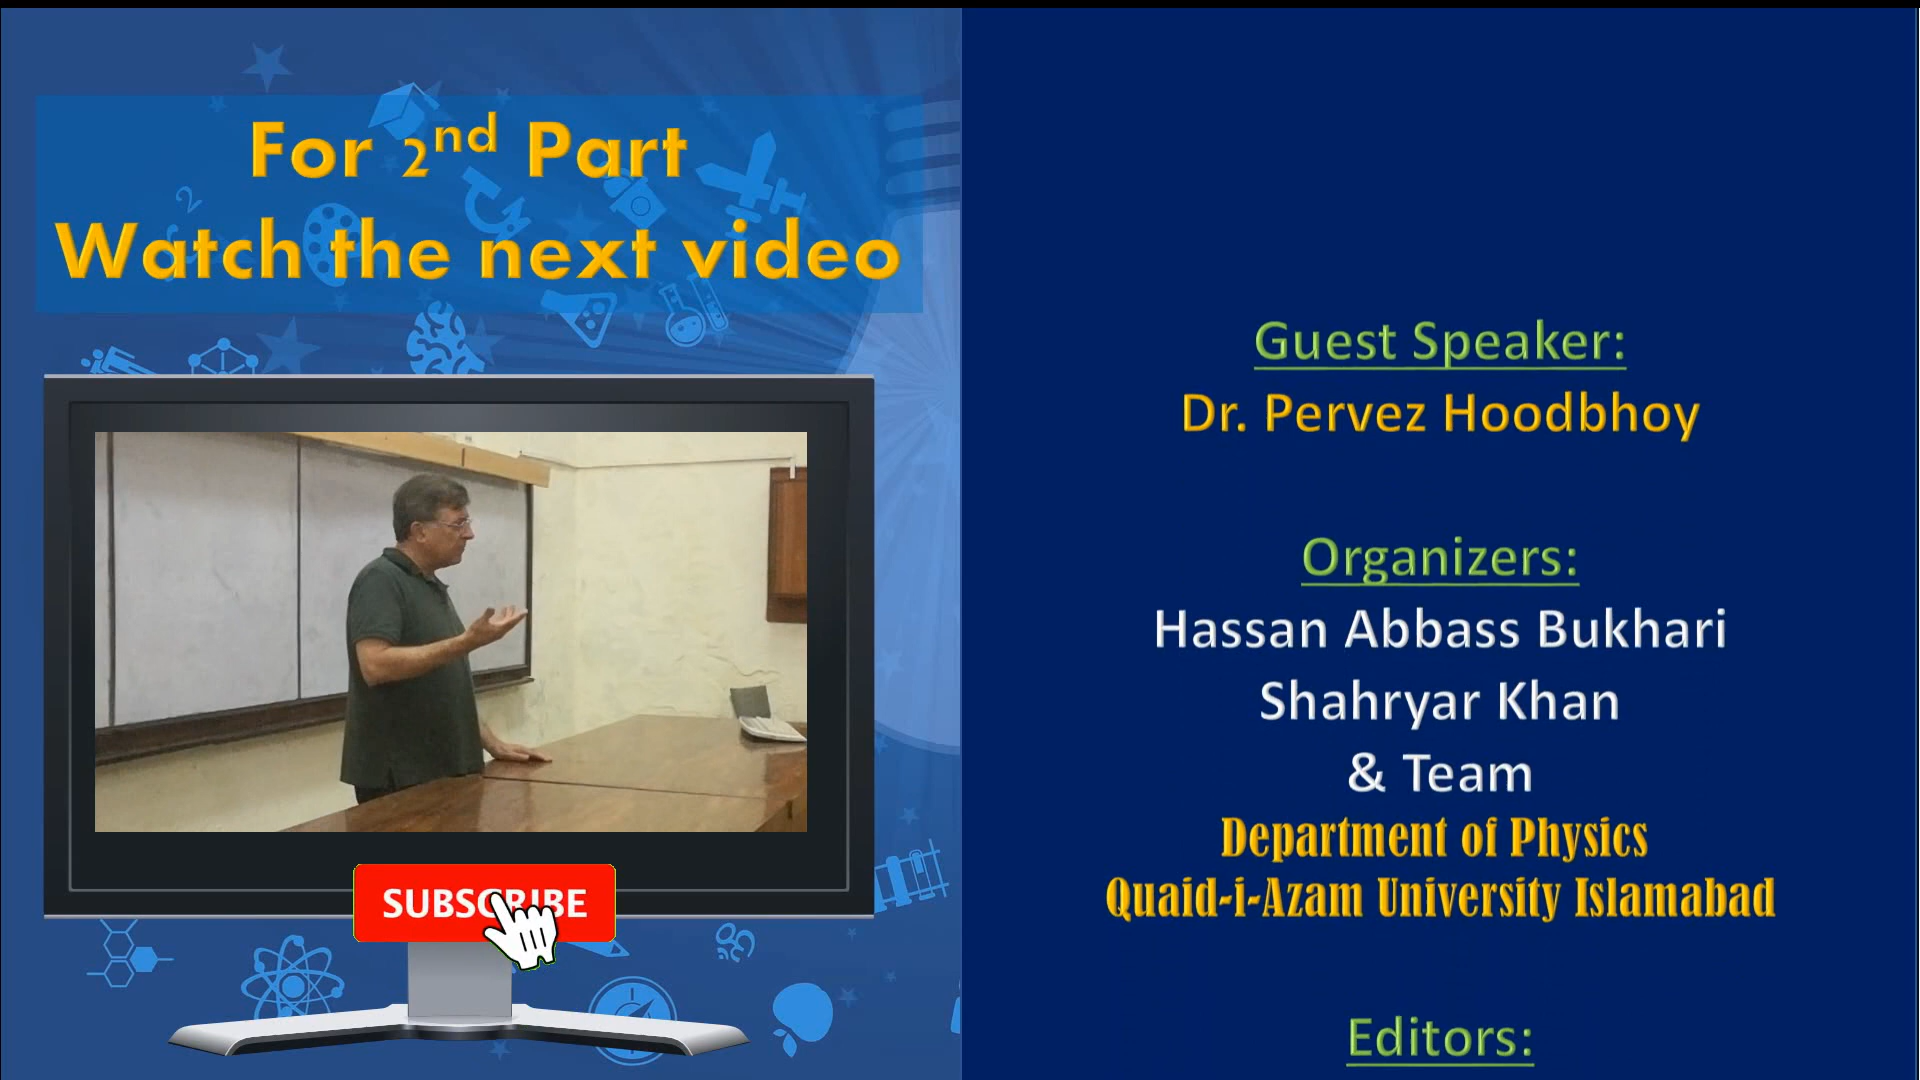 For 2nd Part
Watch the next video
SUBSCRIBE
Guest Speaker:
Dr. Pervez Hoodbhoy
Organizers:
Hassan Abbass Bukhari
Shahryar Khan
& Team
Department of Physics
Quaid-i-Azam University Islamabad
Editors: